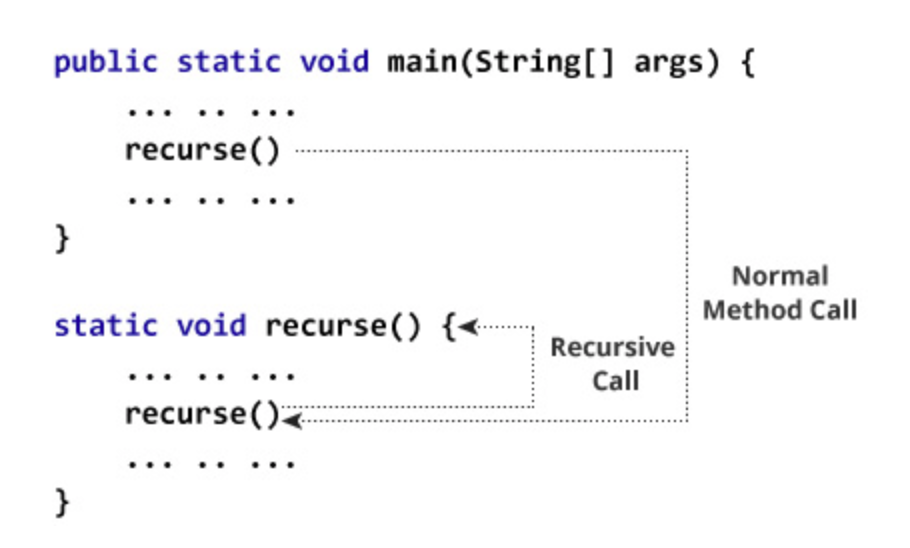 public static void main(String[] args) {
... .. ...
recurse()
... .. ...
}
Normal
Method Call
static void recurse() {
Recursive
Call
... .. ...
recurse()
... .. ...
}